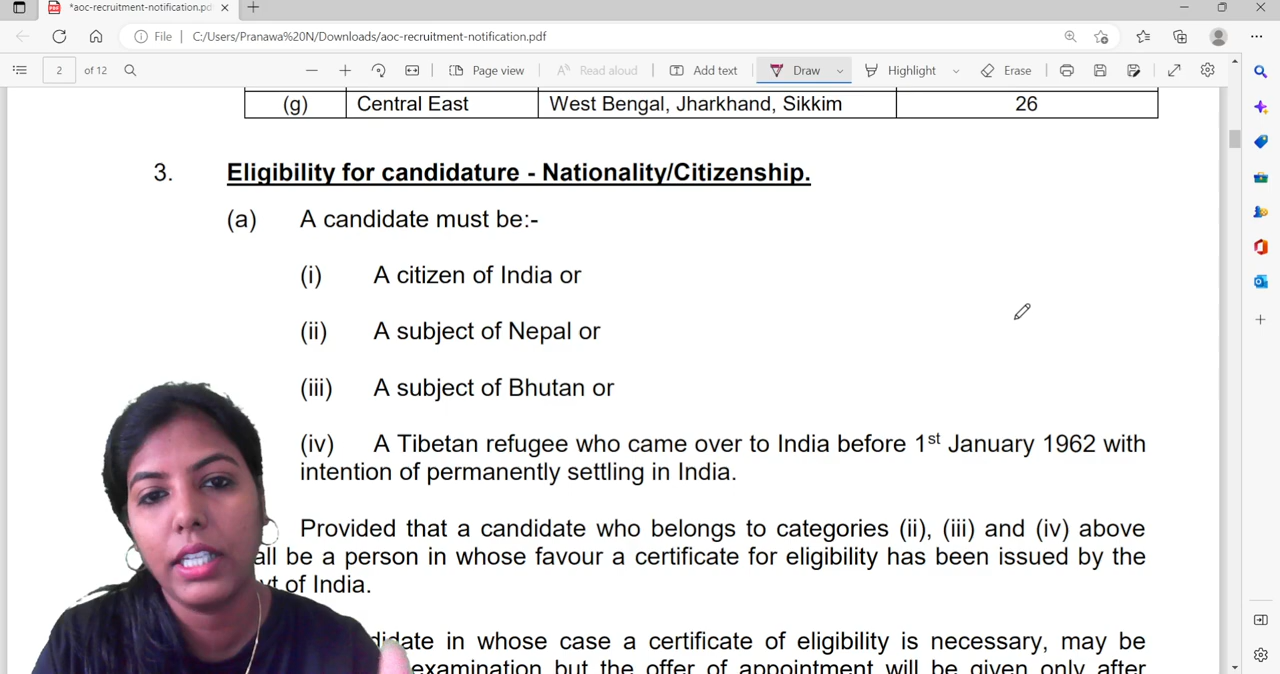 *aoc-recruitment-notification.pd
File | C:/Users/Pranawa%20N/Downloads/aoc-recruitment-notification.pdf
2 of 12 Page view Read aloud Add text Draw Highlight Erase
(g) Central East West Bengal, Jharkhand, Sikkim 26
3. Eligibility for candidature - Nationality/Citizenship.
(a) A candidate must be:-
(i) A citizen of India or
(ii) A subject of Nepal or
(iii) A subject of Bhutan or
(iv) A Tibetan refugee who came over to India before 1st January 1962 with
intention of permanently settling in India.
Provided that a candidate who belongs to categories (ii), (iii) and (iv) above
all be a person in whose favour a certificate for eligibility has been issued by the
vt of India.
didate in whose case a certificate of eligibility is necessary, may be
examination but the offer of appointment will be given only after